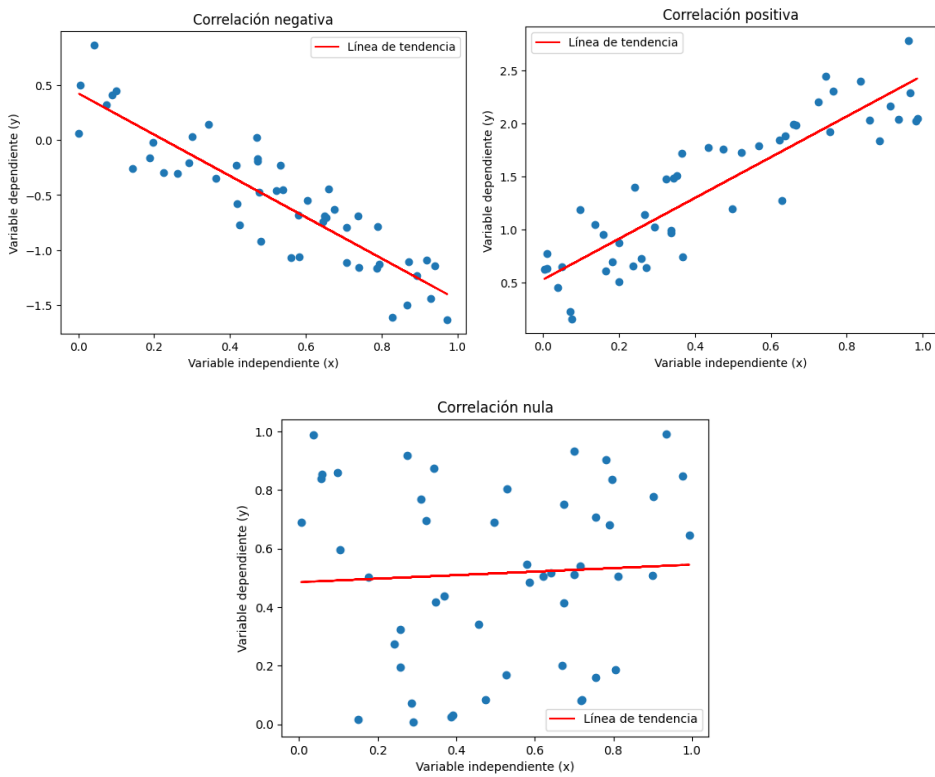 Correlación negativa
Línea de tendencia
0.5
0.0
−0.5
−1.0
−1.5
Variable dependiente (y)
0.0 0.2 0.4 0.6 0.8 1.0
Variable independiente (x)
Correlación positiva
Línea de tendencia
2.5
2.0
1.5
1.0
0.5
Variable dependiente (y)
0.0 0.2 0.4 0.6 0.8 1.0
Variable independiente (x)
Correlación nula
1.0
0.8
0.6
0.4
0.2
0.0
Variable dependiente (y)
Línea de tendencia
0.0 0.2 0.4 0.6 0.8 1.0
Variable independiente (x)